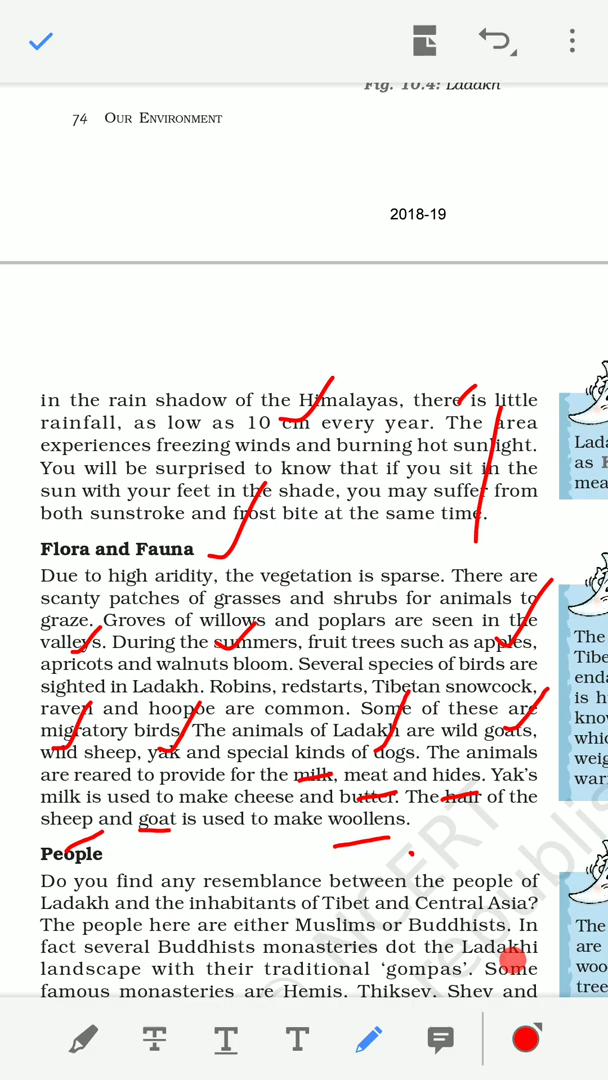 Fig. 10.4: Ladakh
74 OUR ENVIRONMENT
2018-19
in the rain shadow of the Himalayas, there is little
rainfall, as low as 10 cm every year. The area
experiences freezing winds and burning hot sunlight.
You will be surprised to know that if you sit in the
sun with your feet in the shade, you may suffer from
both sunstroke and frost bite at the same time.
Flora and Fauna
Due to high aridity, the vegetation is sparse. There are
scanty patches of grasses and shrubs for animals to
graze. Groves of willows and poplars are seen in the
valleys. During the summers, fruit trees such as apples,
apricots and walnuts bloom. Several species of birds are
sighted in Ladakh. Robins, redstarts, Tibetan snowcock,
raven and hoopoe are common. Some of these are
migratory birds. The animals of Ladakh are wild goats,
wild sheep, yak and special kinds of dogs. The animals
are reared to provide for the milk, meat and hides. Yak's
milk is used to make cheese and butter. The hair of the
sheep and goat is used to make woollens.
People
Do you find any resemblance between the people of
Ladakh and the inhabitants of Tibet and Central Asia?
The people here are either Muslims or Buddhists. In
fact several Buddhists monasteries dot the Ladakhi
landscape with their traditional 'gompas'. Some
famous monasteries are Hemis, Thiksey, Shey and
Lada
as
mea
The
Tibe
enda
is h
know
whic
weig
war
The
are
woo
tree
© NCERT
republis
T
T
T